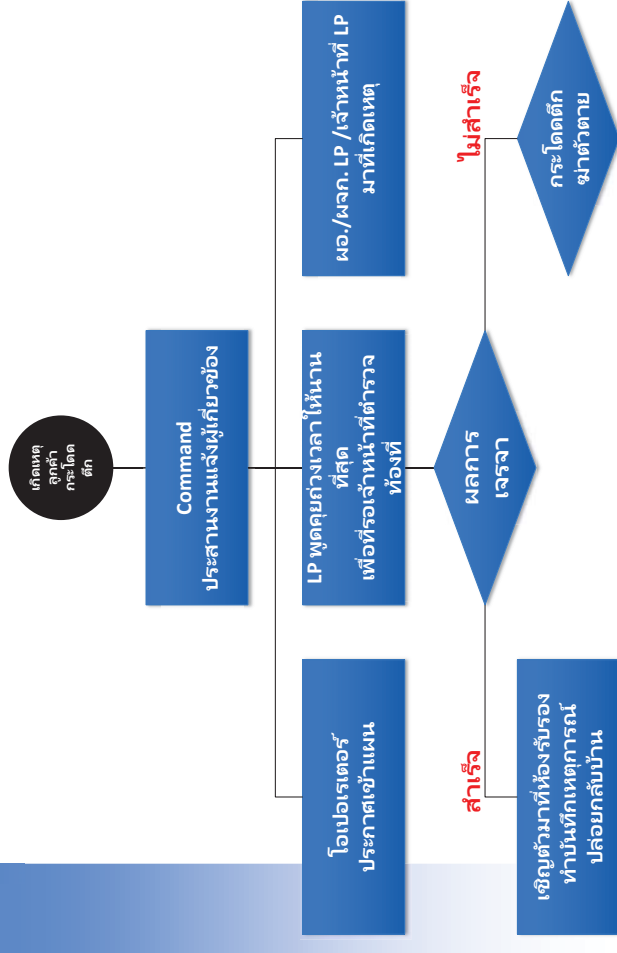 เกิดเหตุ
ลูกค้า
กระโดด
ตึก
Command
ประสานงานแจ้งผู้เกี่ยวข้อง
โอเปอเรเตอร์
ประกาศเข้าแผน
LP พูดคุยถ่วงเวลาให้นาน
ที่สุด
เพื่อที่รอเจ้าหน้าที่ตำรวจ
ท้องที่
ผอ./ผจก. LP /เจ้าหน้าที่ LP
มาที่เกิดเหตุ
ผลการ
เจรจา
สำเร็จ
ไม่สำเร็จ
เชิญตัวมาที่ห้องรับรอง
ทำบันทึกเหตุการณ์
ปล่อยกลับบ้าน
กระโดดตึก
ฆ่าตัวตาย